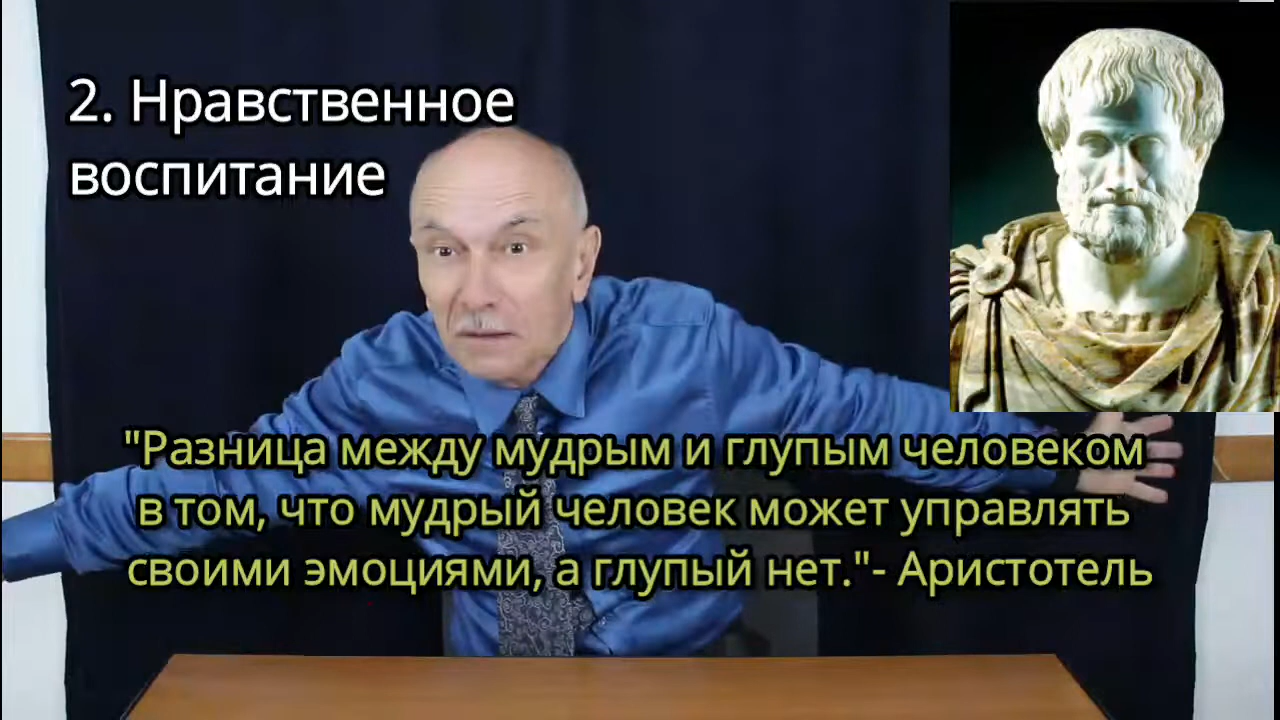 2. Нравственное
воспитание
"Разница между мудрым и глупым человеком
в том, что мудрый человек может управлять
своими эмоциями, а глупый нет."- Аристотель